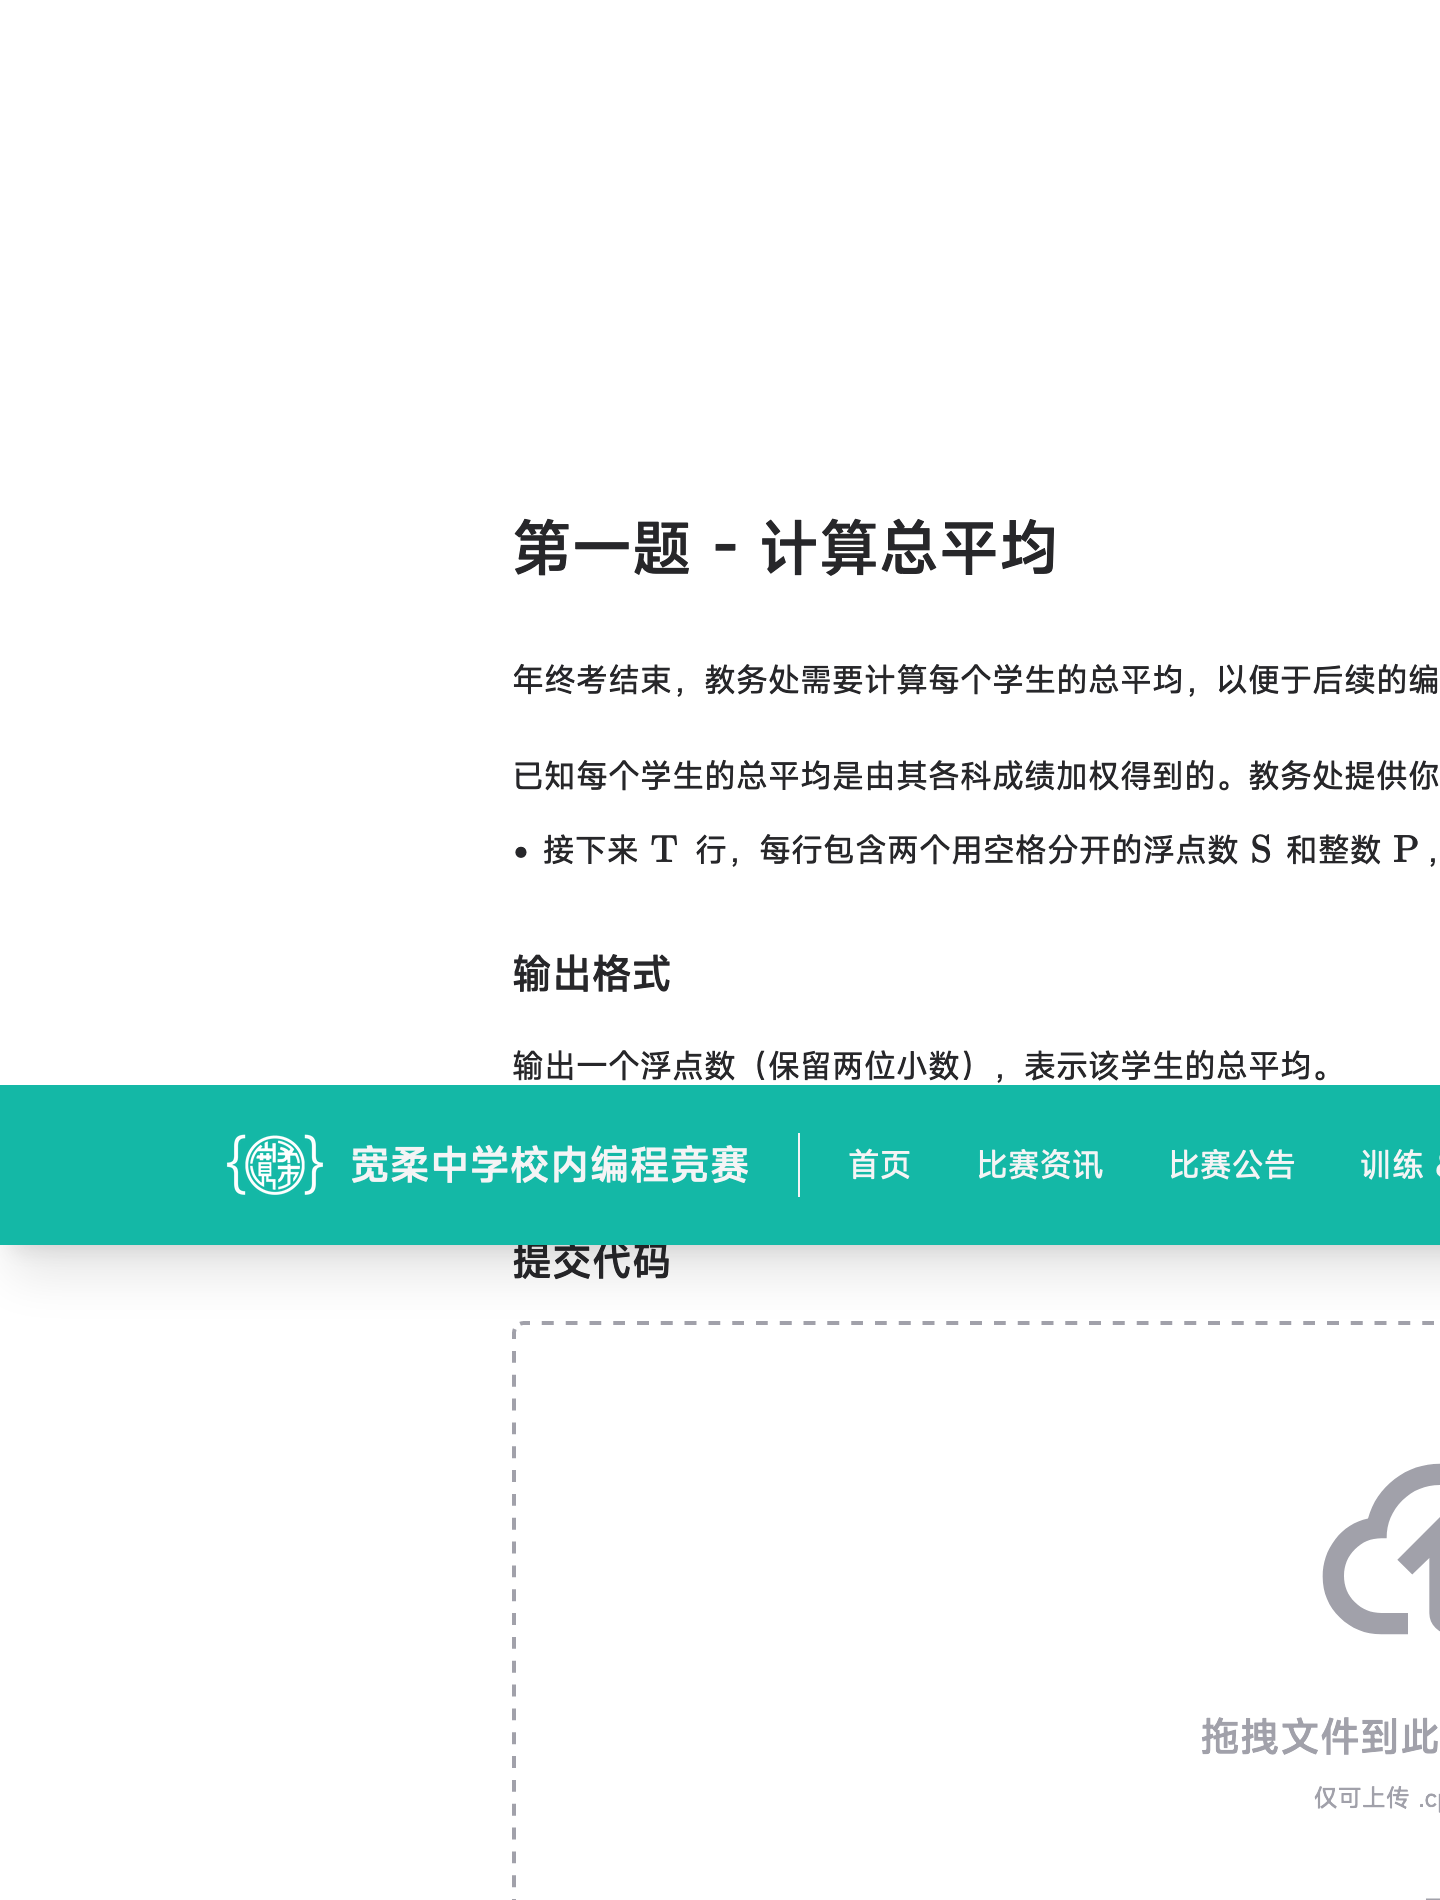 第一题 - 计算总平均
年终考结束，教务处需要计算每个学生的总平均，以便于后续的编
已知每个学生的总平均是由其各科成绩加权得到的。教务处提供你
• 接下来 T 行，每行包含两个用空格分开的浮点数 S 和整数 P，
输出格式
输出一个浮点数（保留两位小数），表示该学生的总平均。
宽柔中学校内编程竞赛 首页 比赛资讯 比赛公告 训练
提交代码
拖拽文件到此
仅可上传 .cp